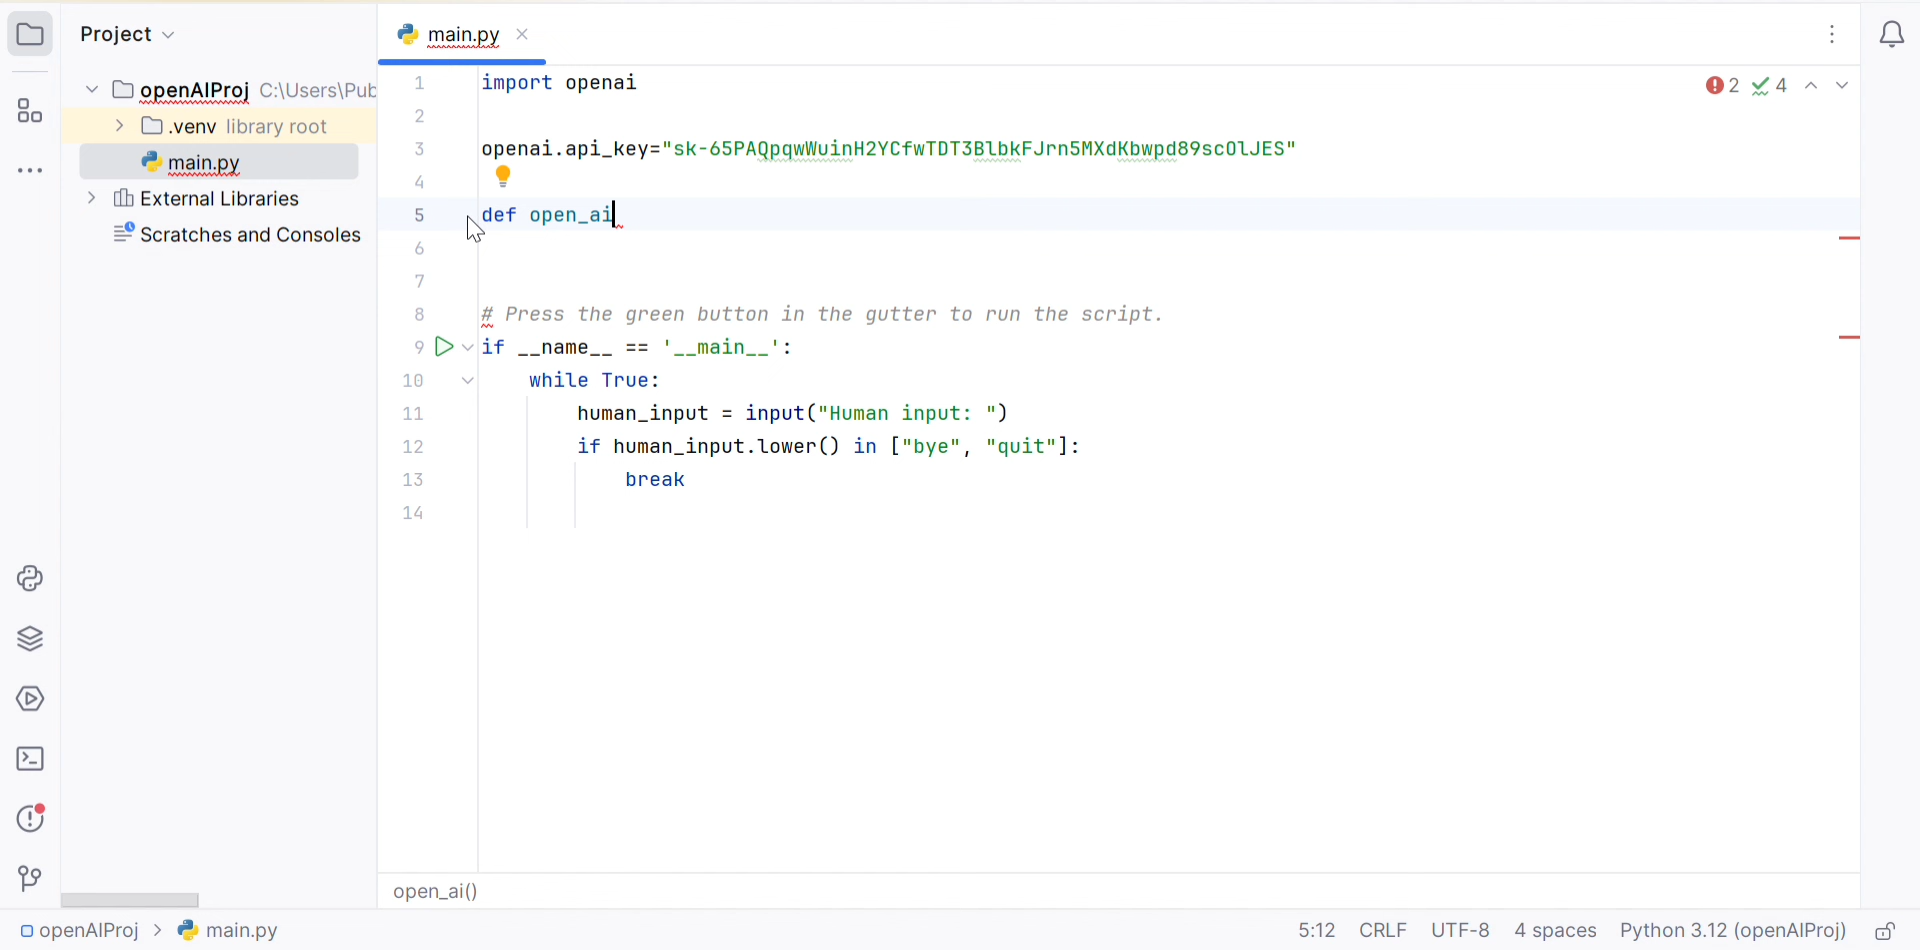 Project
main.py
openAIProj C:\Users\Pub
.venv library root
main.py
External Libraries
Scratches and Consoles
2 4
1 import openai
2
3 openai.api_key="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"
4
5 def open_ai
6
7
8 # Press the green button in the gutter to run the script.
9 if __name__ == '__main__':
10 while True:
11 human_input = input("Human input: ")
12 if human_input.lower() in ["bye", "quit"]:
13 break
14
open_ai()
openAIProj > main.py
5:12 CRLF UTF-8 4 spaces Python 3.12 (openAIProj)